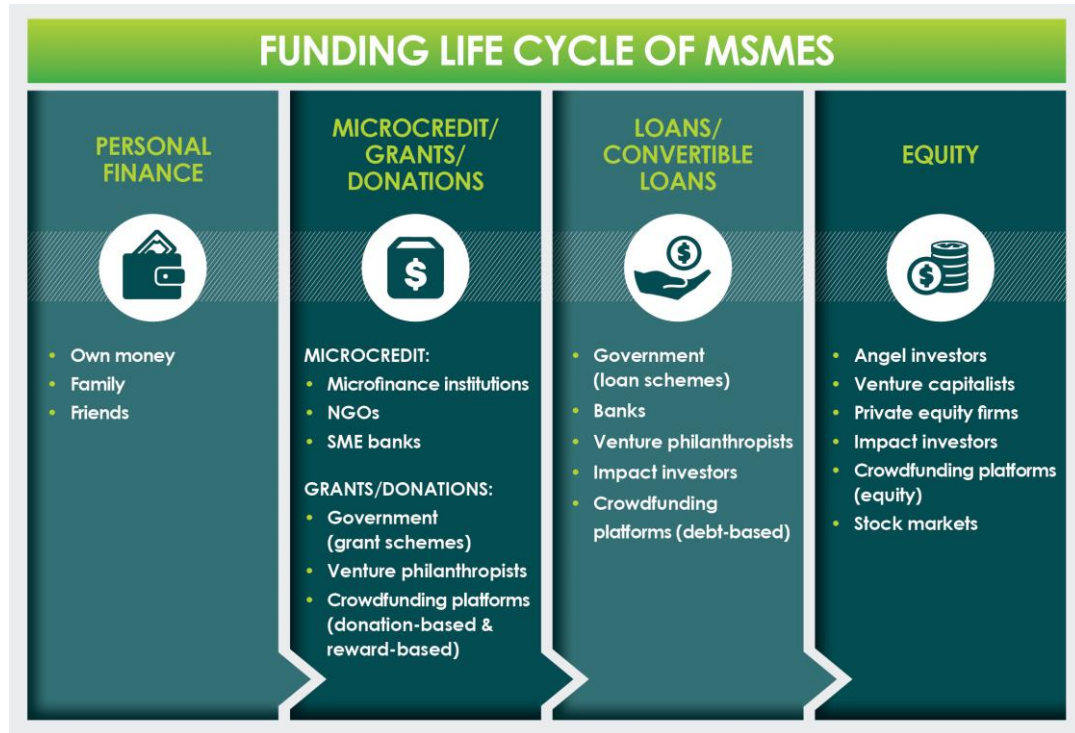 FUNDING LIFE CYCLE OF MSMES
PERSONAL
FINANCE
• Own money
• Family
• Friends
MICROCREDIT/
GRANTS/
DONATIONS
$
MICROCREDIT:
• Microfinance institutions
• NGOs
• SME banks
GRANTS/DONATIONS:
• Government
(grant schemes)
• Venture philanthropists
• Crowdfunding platforms
(donation-based &
reward-based)
LOANS/
CONVERTIBLE
LOANS
$
• Government
(loan schemes)
• Banks
• Venture philanthropists
• Impact investors
• Crowdfunding
platforms (debt-based)
EQUITY
$
• Angel investors
• Venture capitalists
• Private equity firms
• Impact investors
• Crowdfunding platforms
(equity)
• Stock markets